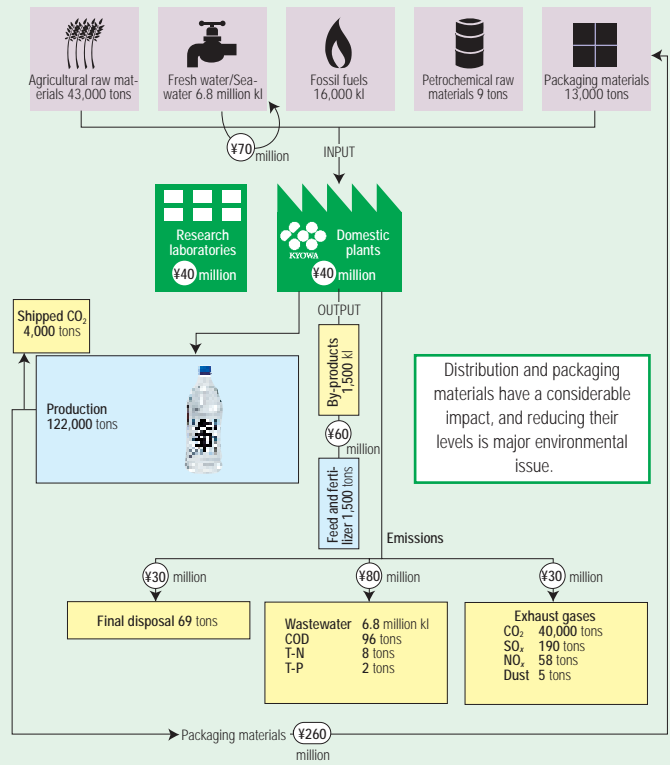 Agricultural raw mat-
erials 43,000 tons
Fresh water/Sea-
water 6.8 million kl
Fossil fuels
16,000 kl
Petrochemical raw
materials 9 tons
Packaging materials
13,000 tons
¥70 million
INPUT
Research
laboratories
¥40 million
KYOWA
Domestic
plants
¥40 million
OUTPUT
Shipped CO₂
4,000 tons
Production
122,000 tons
By-products
1,500 kl
¥60
million
Feed and ferti-
lizer 1,500 tons
Distribution and packaging
materials have a considerable
impact, and reducing their
levels is major environmental
issue.
Emissions
¥30 million
¥80 million
¥30 million
Final disposal 69 tons
Wastewater 6.8 million kl
COD 96 tons
T-N 8 tons
T-P 2 tons
Exhaust gases
CO₂ 40,000 tons
SOₓ 190 tons
NOₓ 58 tons
Dust 5 tons
Packaging materials ¥260
million